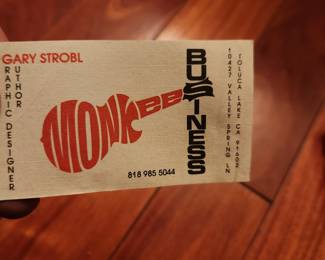 GARY STROBL
GRAPHIC DESIGNER
AUTHOR
MONKEE
BUSINESS
818 985 5044
10427 VALLEY SPRING LN
TOLUCA LAKE CA 91602